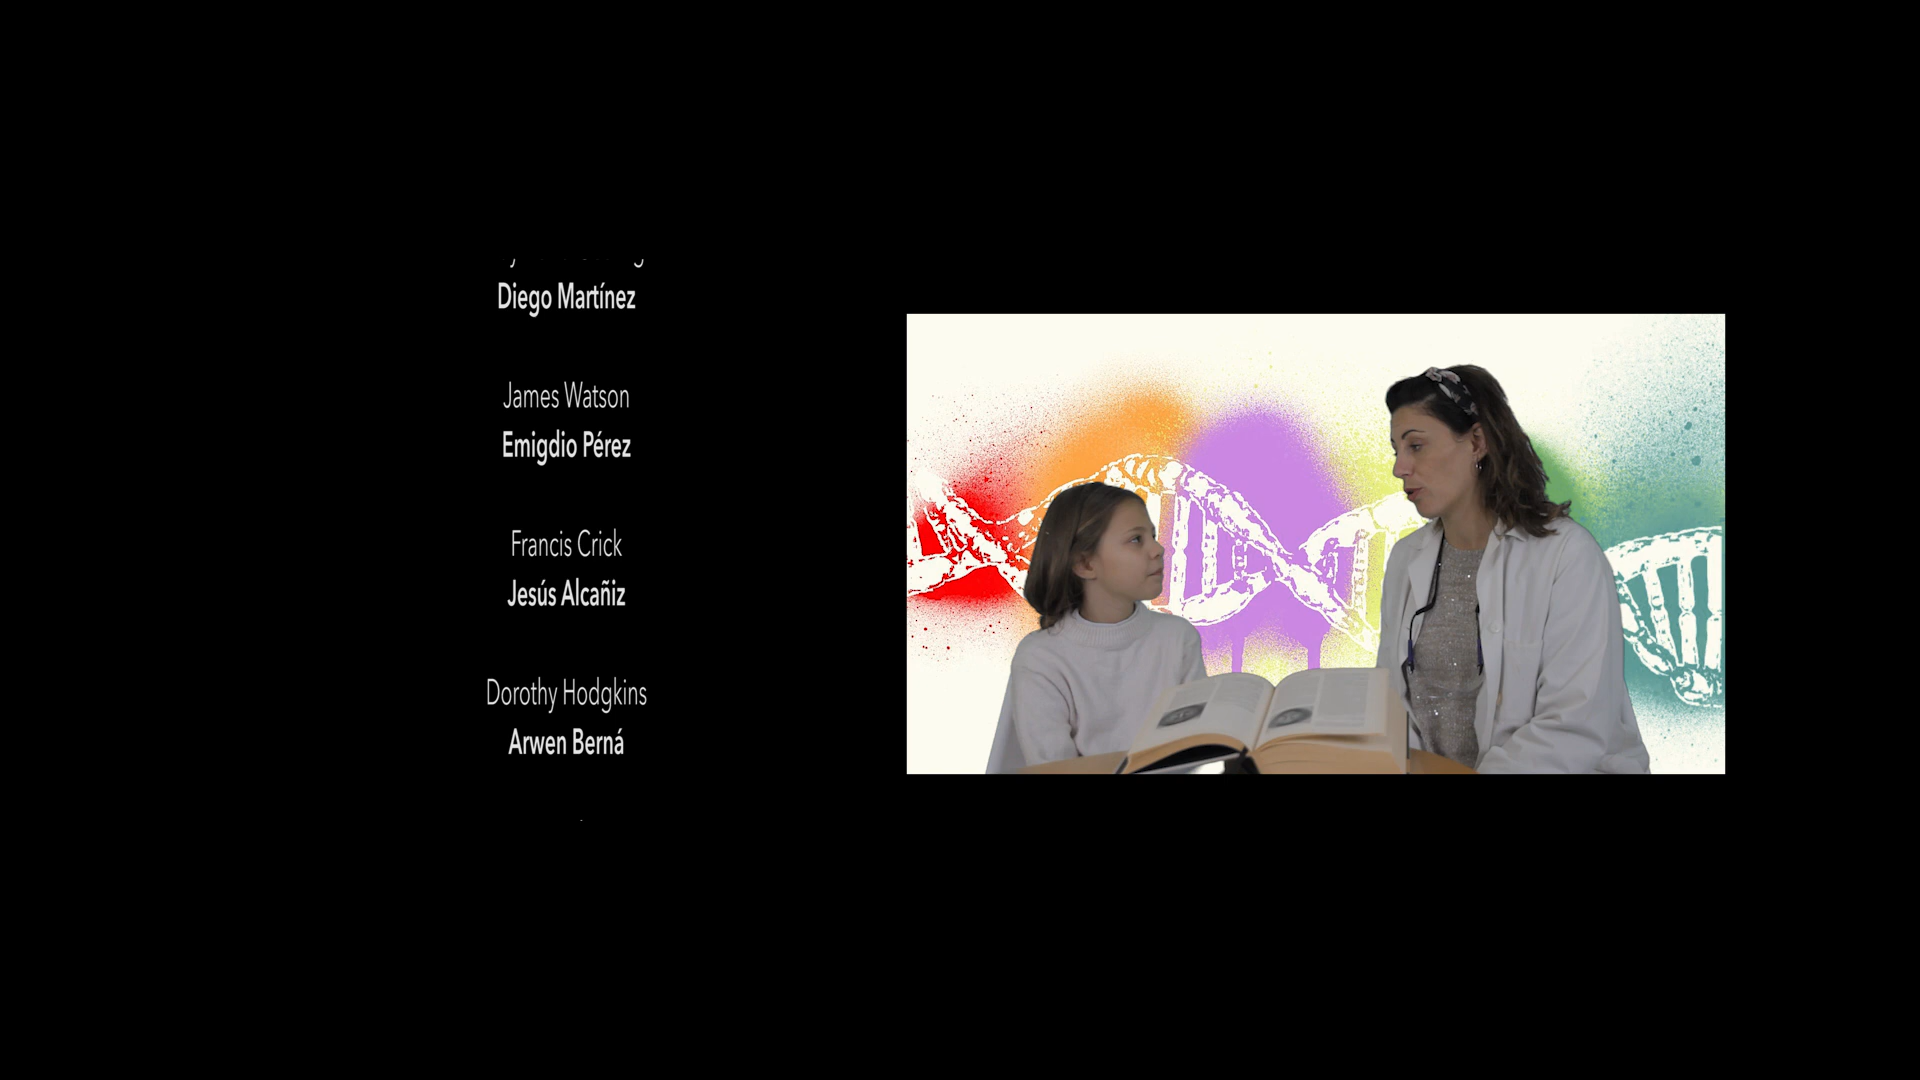 Diego Martínez
James Watson
Emigdio Pérez
Francis Crick
Jesús Alcañiz
Dorothy Hodgkins
Arwen Berná